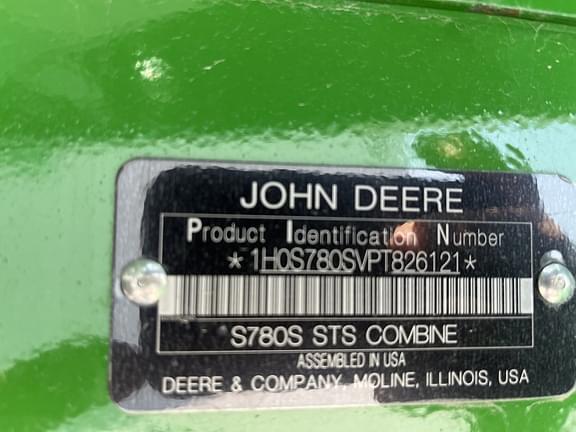 JOHN DEERE
Product Identification Number
*1H0S780SVPT826121*
S780S STS COMBINE
ASSEMBLED IN USA
DEERE & COMPANY, MOLINE, ILLINOIS, USA